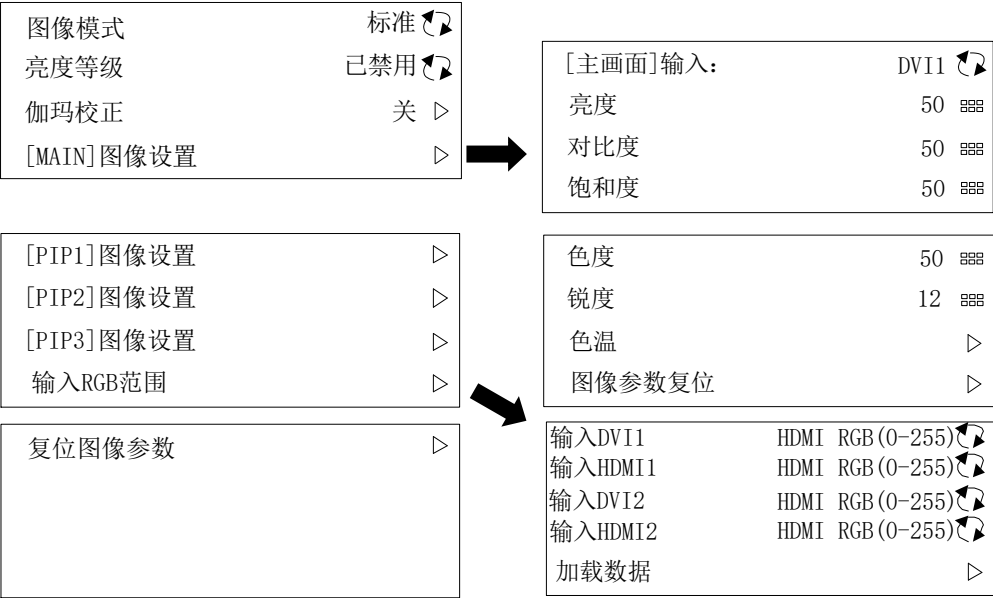 图像模式 标准
亮度等级 已禁用
伽玛校正 关
[MAIN]图像设置
[主画面]输入： DVI1
亮度 50
对比度 50
饱和度 50
[PIP1]图像设置
[PIP2]图像设置
[PIP3]图像设置
输入RGB范围
色度 50
锐度 12
色温
图像参数复位
复位图像参数
输入DVI1 HDMI RGB(0-255)
输入HDMI1 HDMI RGB(0-255)
输入DVI2 HDMI RGB(0-255)
输入HDMI2 HDMI RGB(0-255)
加载数据